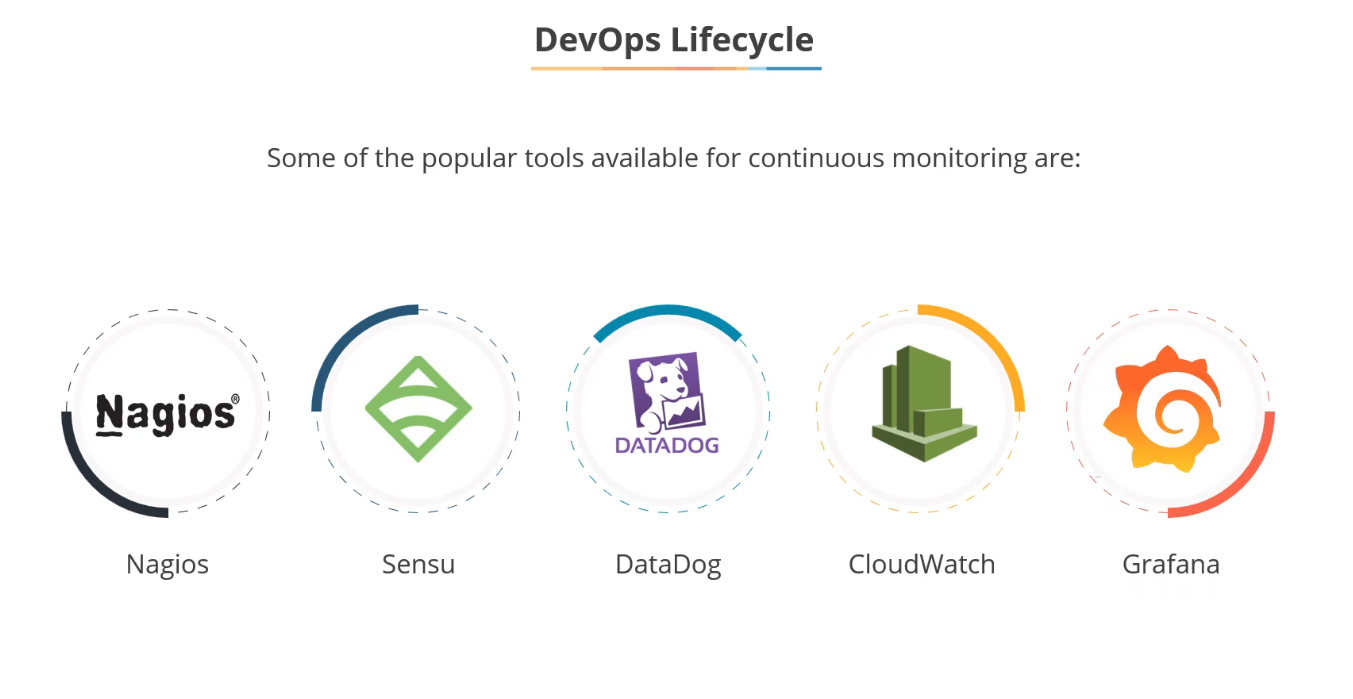 DevOps Lifecycle
Some of the popular tools available for continuous monitoring are:
Nagios®
DATADOG
Nagios
Sensu
DataDog
CloudWatch
Grafana